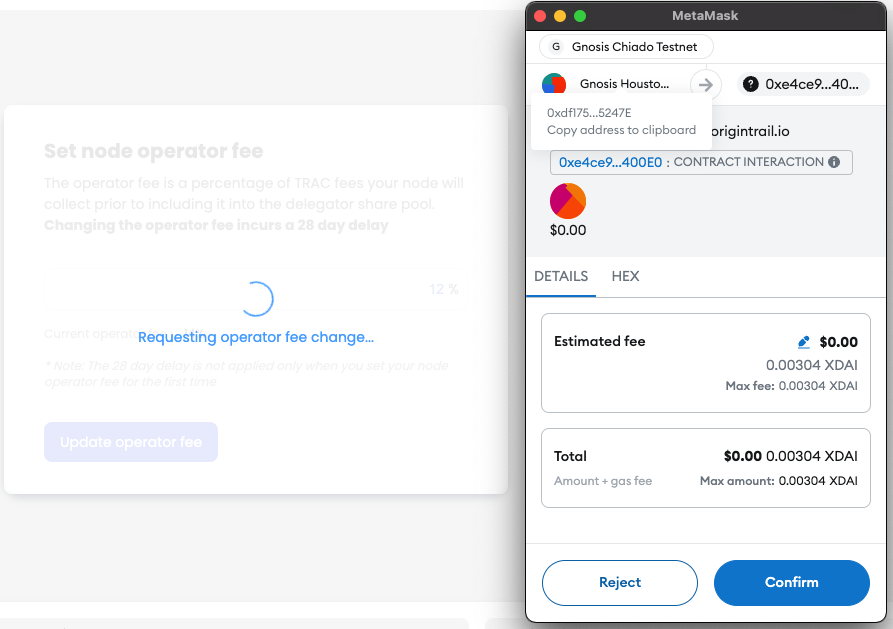 Set node operator fee
The operator fee is a percentage of TRAC fees your node will
collect prior to including it into the delegator share pool.
Changing the operator fee incurs a 28 day delay
12 %
Current operator
Requesting operator fee change...
* Note: The 28 day delay is not applied only when you set your node
operator fee for the first time
Update operator fee
MetaMask
G Gnosis Chiado Testnet
Gnosis Housto...
? 0xe4ce9...40...
0xdf175...5247E
Copy address to clipboard
origintrail.io
0xe4ce9...400E0 : CONTRACT INTERACTION
$0.00
DETAILS HEX
Estimated fee $0.00
0.00304 XDAI
Max fee: 0.00304 XDAI
Total $0.00 0.00304 XDAI
Amount + gas fee Max amount: 0.00304 XDAI
Reject Confirm